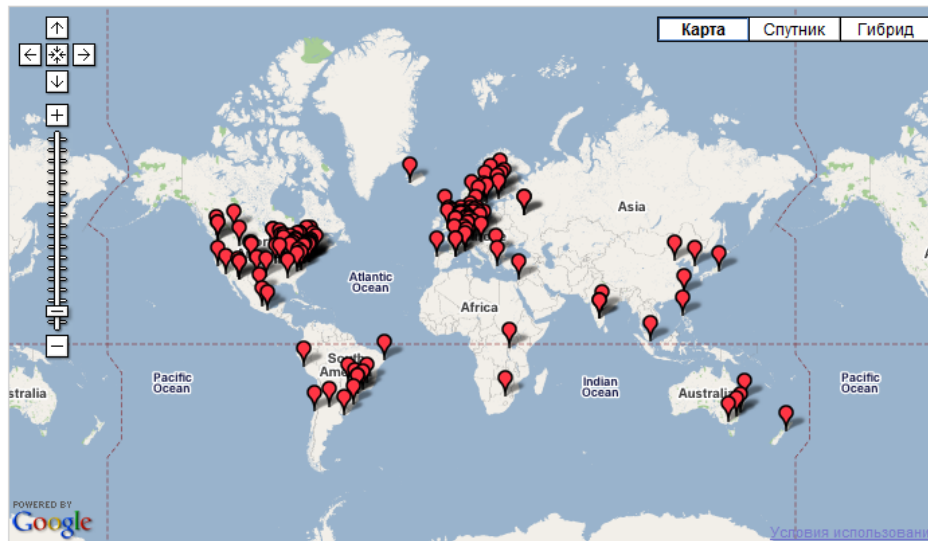 Карта
Спутник
Гибрид
Asia
Atlantic
Ocean
Africa
South
Pacific
Ocean
Indian
Ocean
Australia
Pacific
Ocean
stralia
POWERED BY
Google
Условия использовани